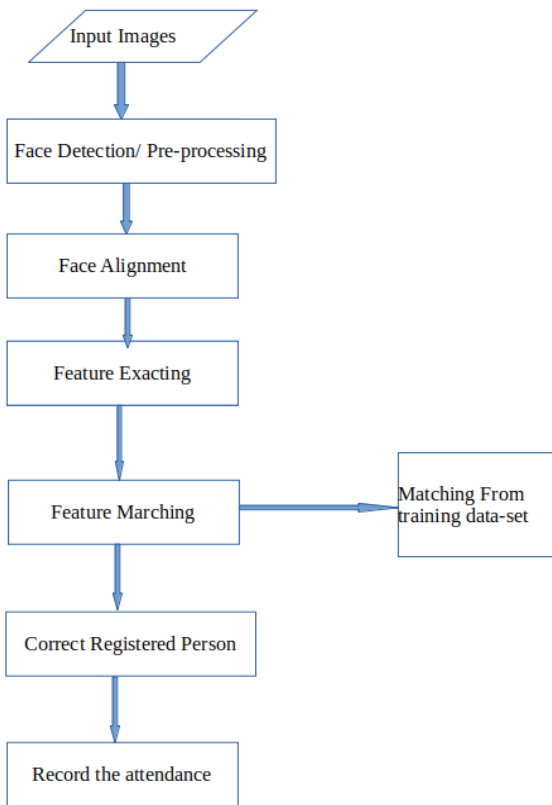 Input Images
Face Detection/ Pre-processing
Face Alignment
Feature Exacting
Feature Marching
Matching From
training data-set
Correct Registered Person
Record the attendance